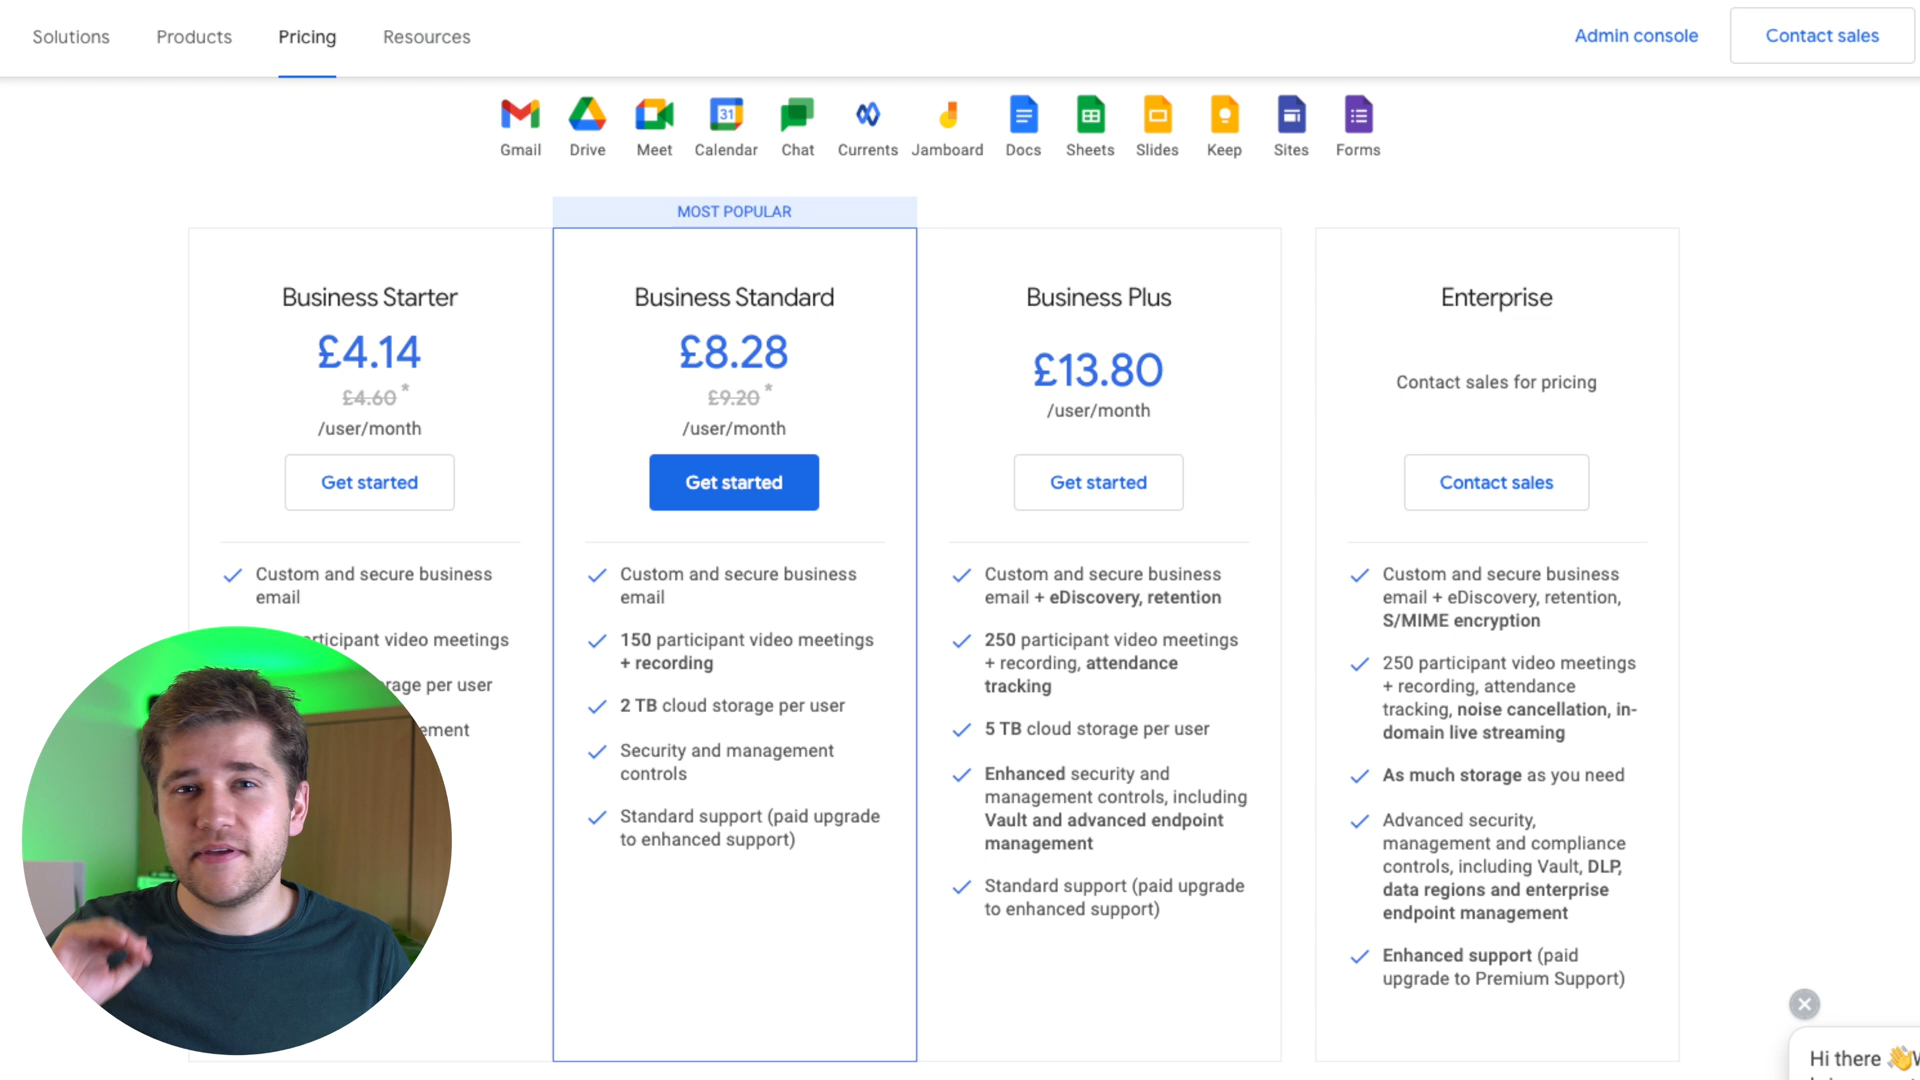 Solutions
Products
Pricing
Resources
Admin console
Contact sales
31
Gmail
Drive
Meet
Calendar
Chat
Currents
Jamboard
Docs
Sheets
Slides
Keep
Sites
Forms
MOST POPULAR
Business Starter
£4.14
£4.60 *
/user/month
Get started
Custom and secure business
email
participant video meetings
per user
Business Standard
£8.28
£9.20 *
/user/month
Get started
Custom and secure business
email
150 participant video meetings
+ recording
2 TB cloud storage per user
Security and management
controls
Standard support (paid upgrade
to enhanced support)
Business Plus
£13.80
/user/month
Get started
Custom and secure business
email + eDiscovery, retention
250 participant video meetings
+ recording, attendance
tracking
5 TB cloud storage per user
Enhanced security and
management controls, including
Vault and advanced endpoint
management
Standard support (paid upgrade
to enhanced support)
Enterprise
Contact sales for pricing
Contact sales
Custom and secure business
email + eDiscovery, retention,
S/MIME encryption
250 participant video meetings
+ recording, attendance
tracking, noise cancellation, in-
domain live streaming
As much storage as you need
Advanced security,
management and compliance
controls, including Vault, DLP,
data regions and enterprise
endpoint management
Enhanced support (paid
upgrade to Premium Support)
Hi there 👋